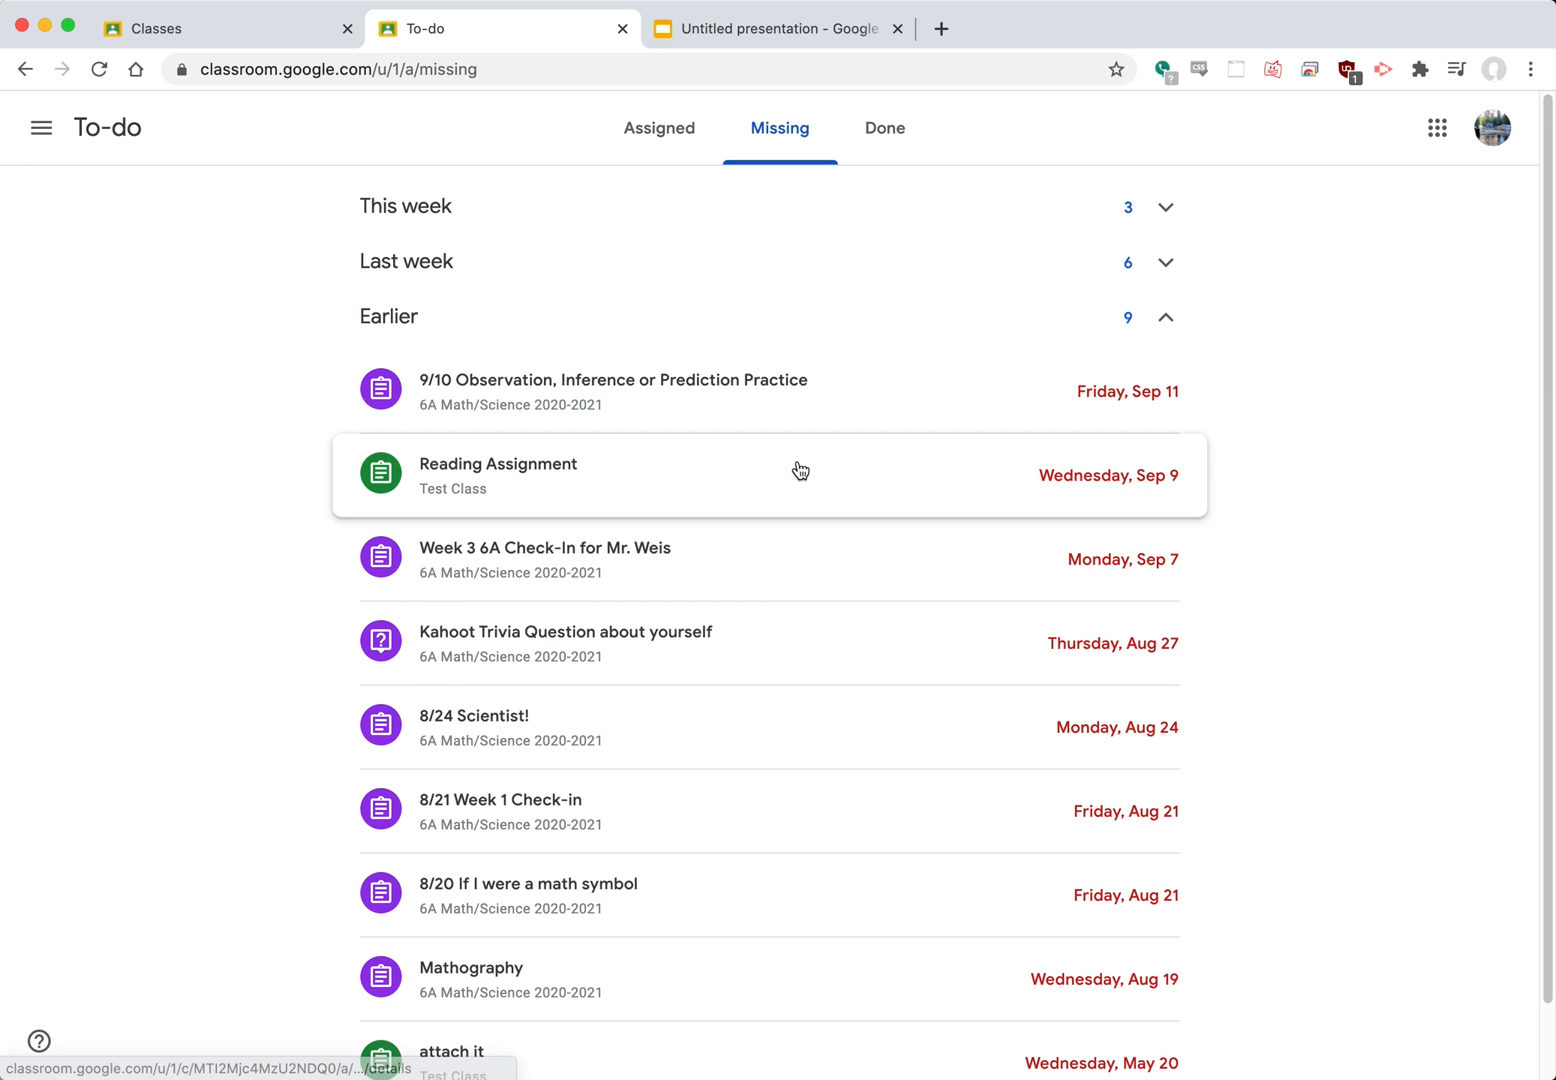 Classes
To-do
Untitled presentation - Google
classroom.google.com/u/1/a/missing
CSS
?
1
To-do
Assigned
Missing
Done
This week
3
Last week
6
Earlier
9
9/10 Observation, Inference or Prediction Practice
6A Math/Science 2020-2021
Friday, Sep 11
Reading Assignment
Test Class
Wednesday, Sep 9
Week 3 6A Check-In for Mr. Weis
6A Math/Science 2020-2021
Monday, Sep 7
Kahoot Trivia Question about yourself
6A Math/Science 2020-2021
Thursday, Aug 27
8/24 Scientist!
6A Math/Science 2020-2021
Monday, Aug 24
8/21 Week 1 Check-in
6A Math/Science 2020-2021
Friday, Aug 21
8/20 If I were a math symbol
6A Math/Science 2020-2021
Friday, Aug 21
Mathography
6A Math/Science 2020-2021
Wednesday, Aug 19
attach it
Test Class
Wednesday, May 20
classroom.google.com/u/1/c/MTI2Mjc4MzU2NDQ0/a/.../details